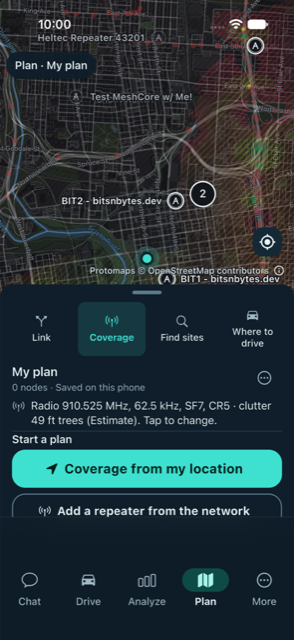 10:00
Heltec Repeater 43201
A
A
Plan - My plan
A Test MeshCore w/ Me!
BIT2 - bitsnbytes.dev A
2
Protomaps © OpenStreetMap contributors
A BIT1 - bitsnbytes.dev
Link
Coverage
Find sites
Where to drive
My plan
0 nodes · Saved on this phone
Radio 910.525 MHz, 62.5 kHz, SF7, CR5 · clutter
49 ft trees (Estimate). Tap to change.
Start a plan
Coverage from my location
Add a repeater from the network
Chat
Drive
Analyze
Plan
More